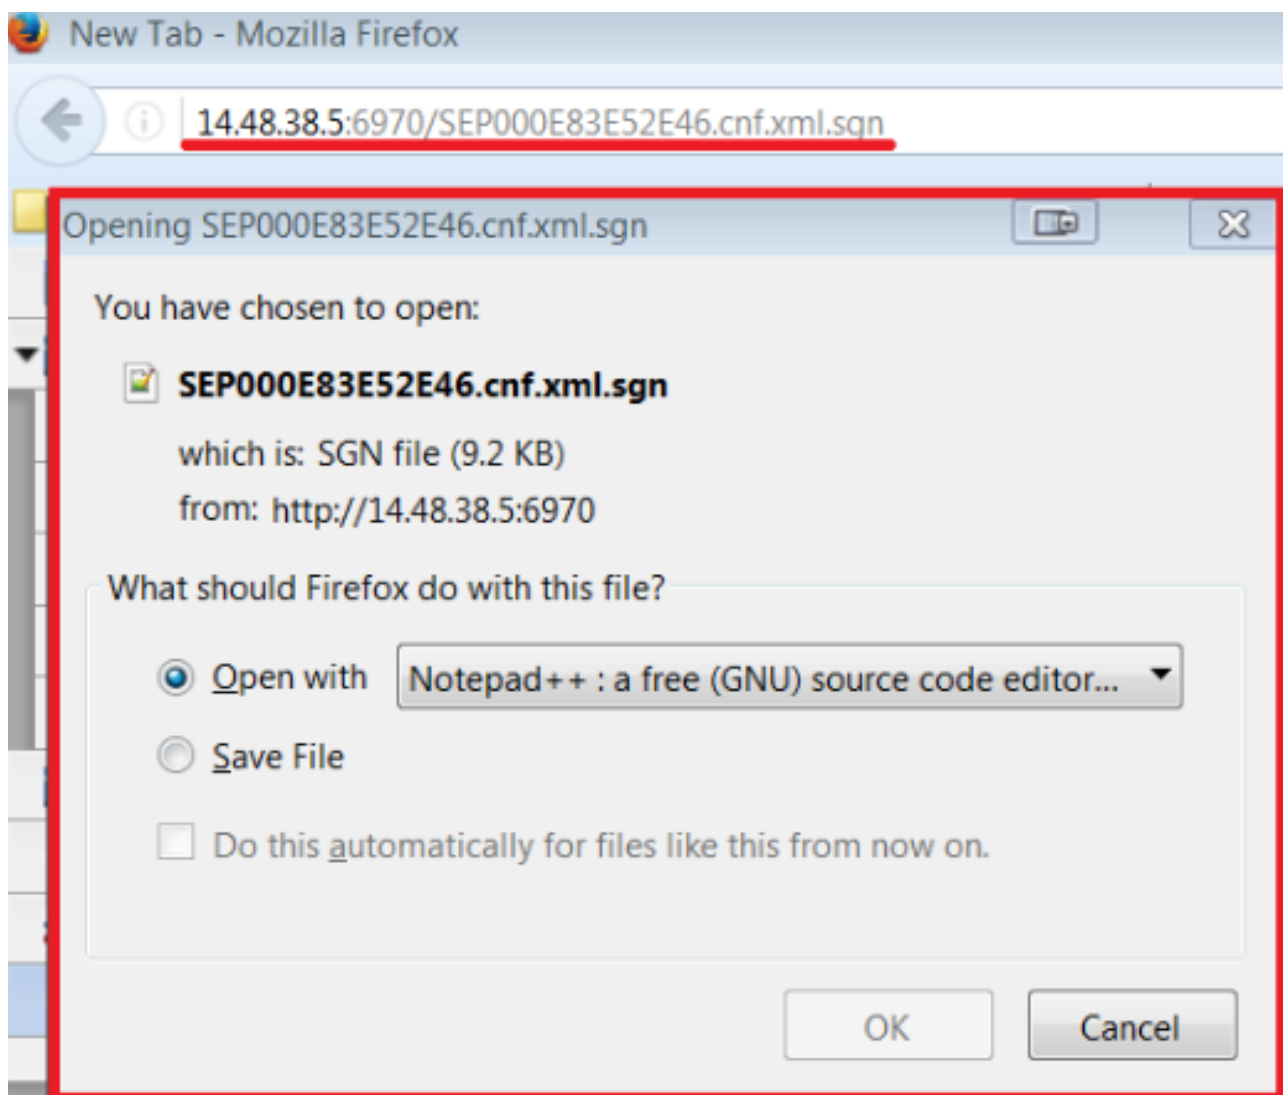 New Tab - Mozilla Firefox
14.48.38.5:6970/SEP000E83E52E46.cnf.xml.sgn
Opening SEP000E83E52E46.cnf.xml.sgn
You have chosen to open:
SEP000E83E52E46.cnf.xml.sgn
which is: SGN file (9.2 KB)
from: http://14.48.38.5:6970
What should Firefox do with this file?
Open with Notepad++ : a free (GNU) source code editor...
Save File
Do this automatically for files like this from now on.
OK Cancel